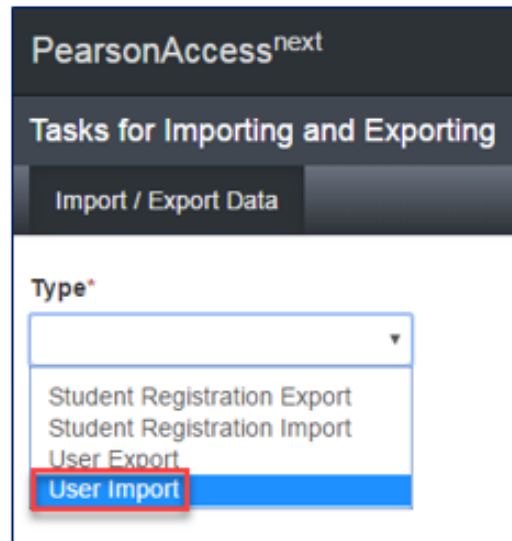 PearsonAccessnext
Tasks for Importing and Exporting
Import / Export Data
Type*
Student Registration Export
Student Registration Import
User Export
User Import